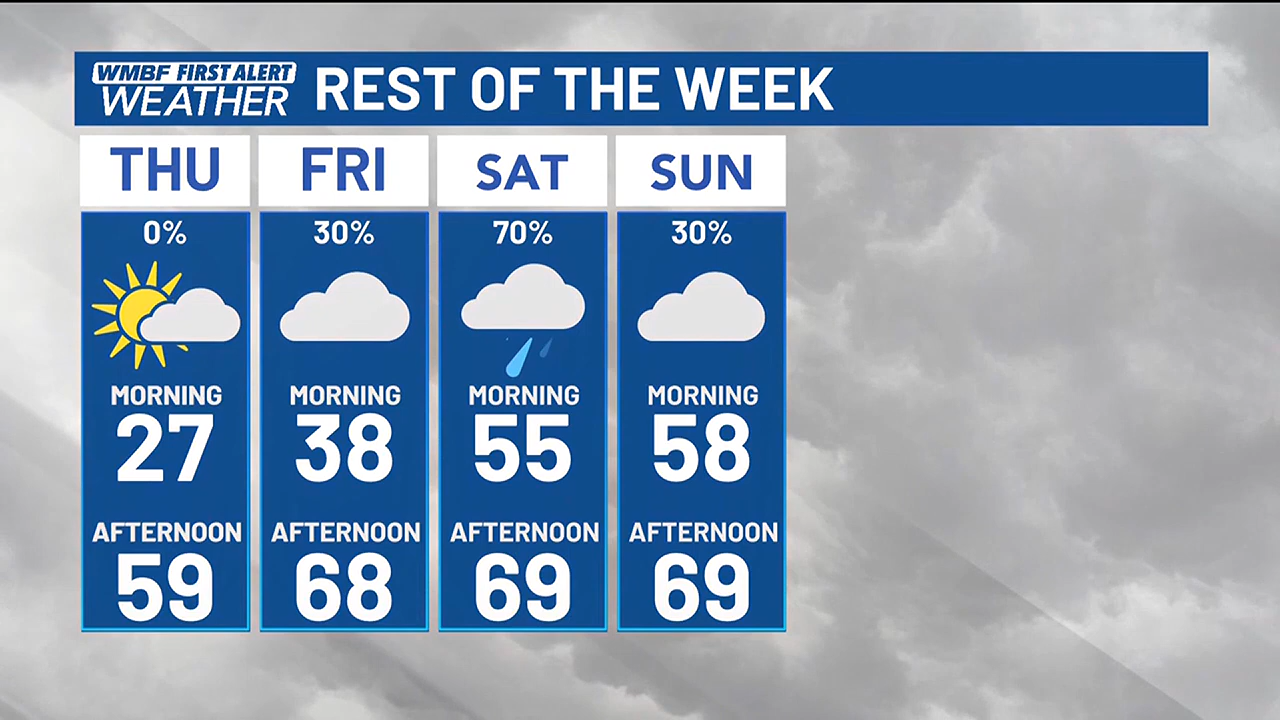 WMBF FIRST ALERT
WEATHER
REST OF THE WEEK
THU
FRI
SAT
SUN
0%
30%
70%
30%
MORNING
MORNING
MORNING
MORNING
27
38
55
58
AFTERNOON
AFTERNOON
AFTERNOON
AFTERNOON
59
68
69
69